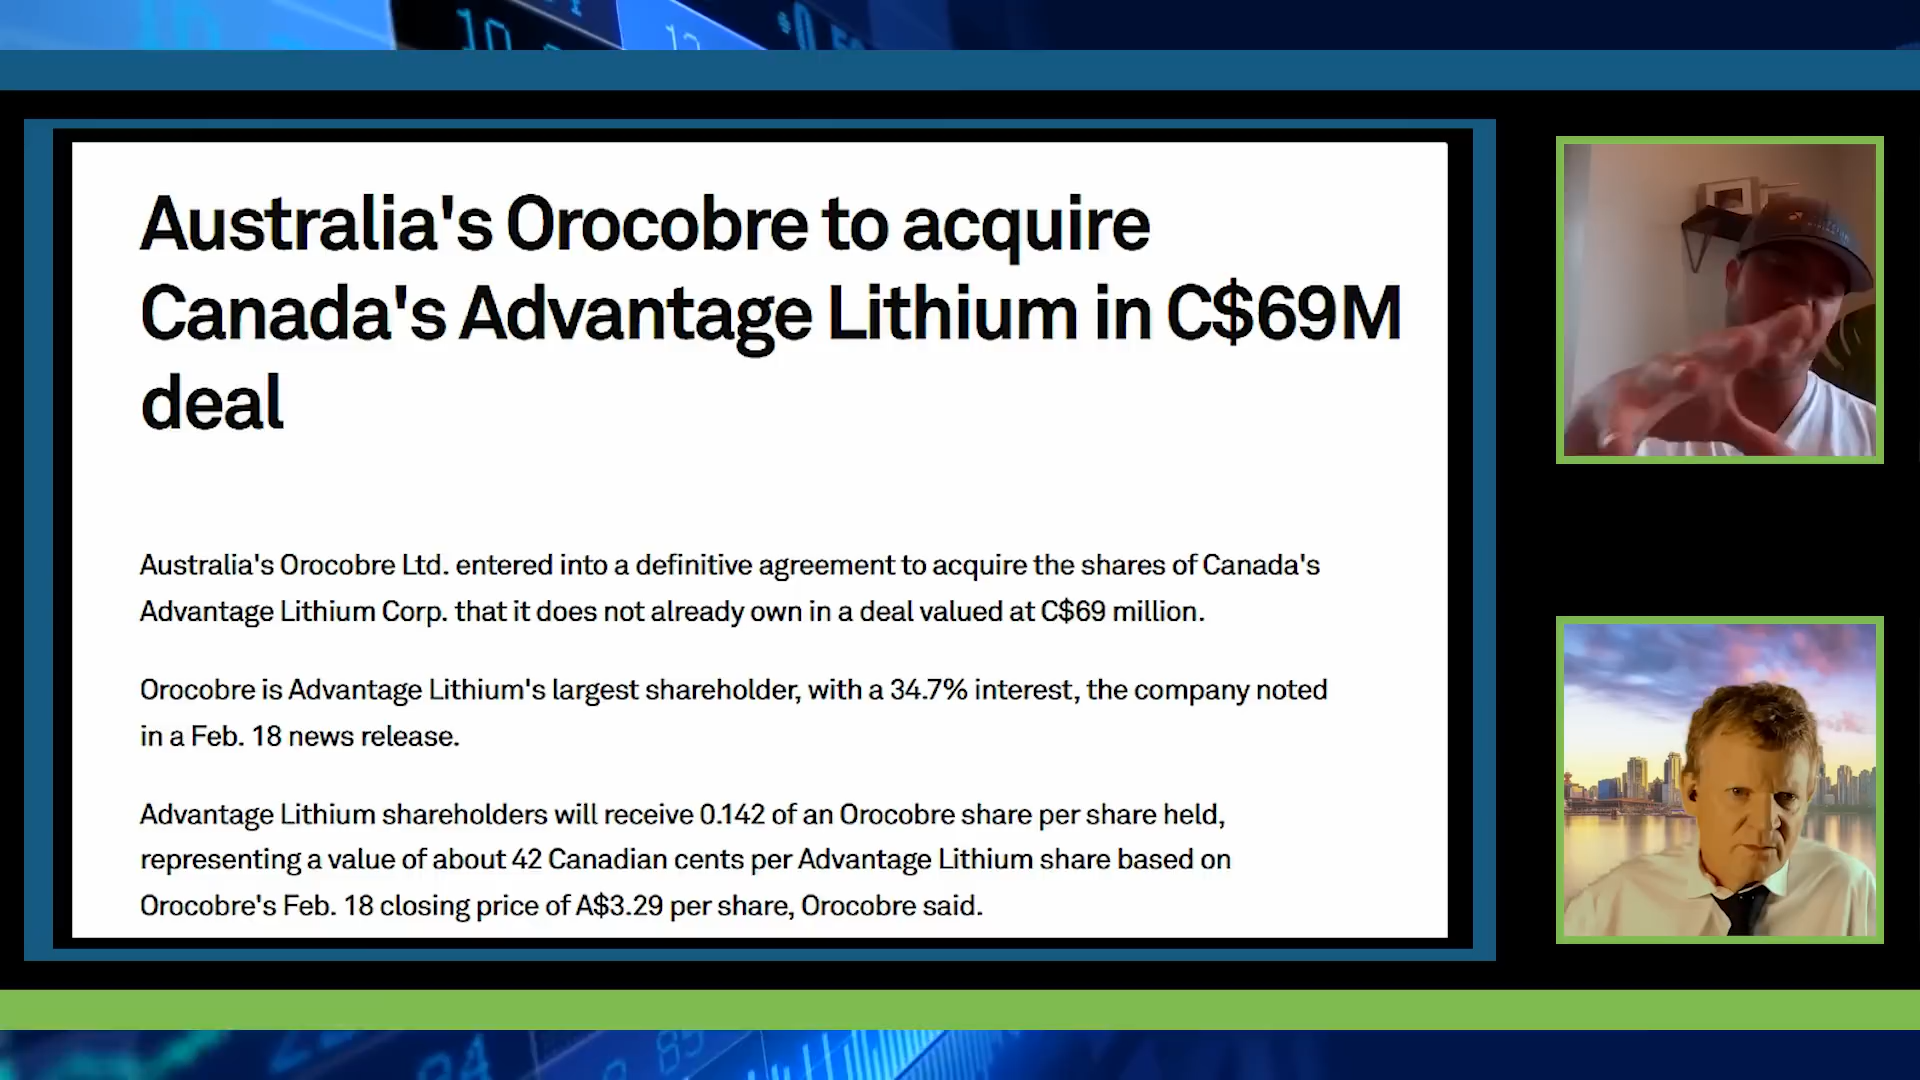 Australia's Orocobre to acquire
Canada's Advantage Lithium in C$69M
deal
Australia's Orocobre Ltd. entered into a definitive agreement to acquire the shares of Canada's
Advantage Lithium Corp. that it does not already own in a deal valued at C$69 million.
Orocobre is Advantage Lithium's largest shareholder, with a 34.7% interest, the company noted
in a Feb. 18 news release.
Advantage Lithium shareholders will receive 0.142 of an Orocobre share per share held,
representing a value of about 42 Canadian cents per Advantage Lithium share based on
Orocobre's Feb. 18 closing price of A$3.29 per share, Orocobre said.